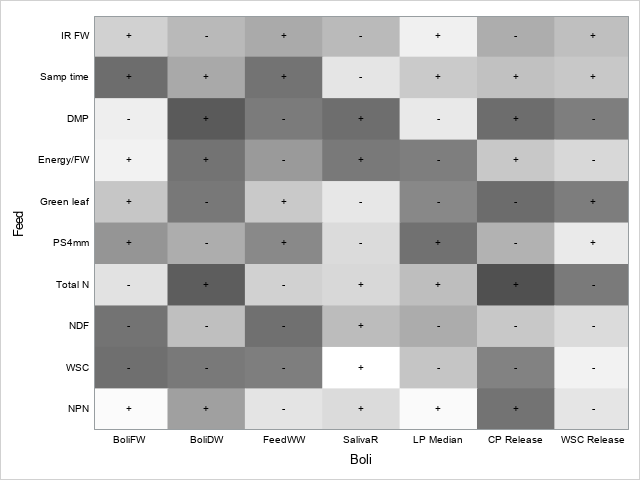 IR FW + - + - + - +
Samp time + + + - + + +
DMP - + - + - + -
Energy/FW + + - + - + -
Green leaf + - + - - - +
PS4mm + - + - + - +
Total N - + - + + + -
NDF - - - + - - -
WSC - - - + - - -
NPN + + - - + + -
BoliFW BoliDW FeedWW SalivaR LP Median CP Release WSC Release
Feed
Boli